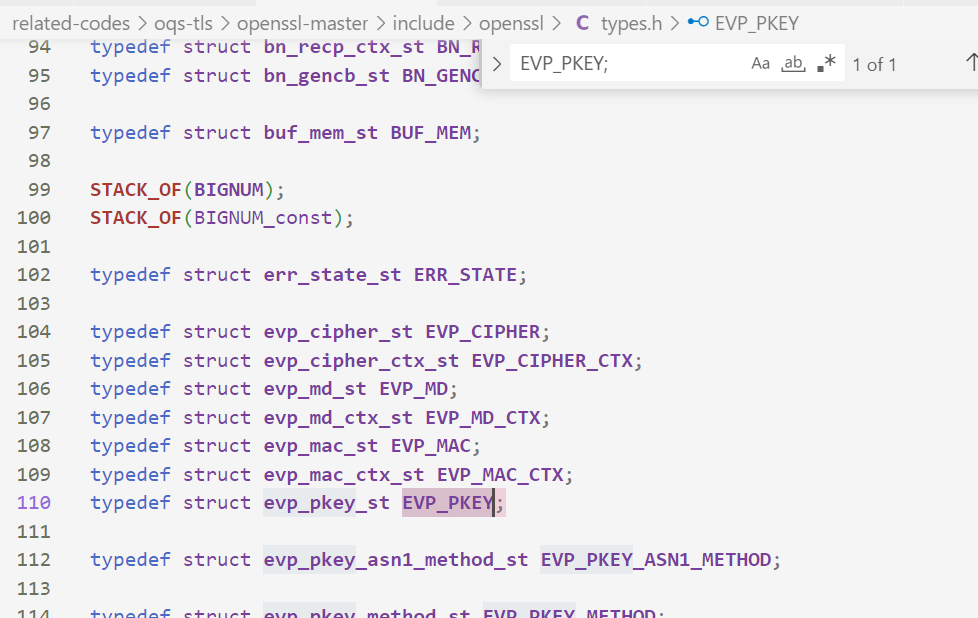 related-codes > oqs-tls > openssl-master > include > openssl > C types.h > EVP_PKEY
94 typedef struct bn_recp_ctx_st BN_R
EVP_PKEY; Aa ab .* 1 of 1
95 typedef struct bn_gencb_st BN_GENC
96
97 typedef struct buf_mem_st BUF_MEM;
98
99 STACK_OF(BIGNUM);
100 STACK_OF(BIGNUM_const);
101
102 typedef struct err_state_st ERR_STATE;
103
104 typedef struct evp_cipher_st EVP_CIPHER;
105 typedef struct evp_cipher_ctx_st EVP_CIPHER_CTX;
106 typedef struct evp_md_st EVP_MD;
107 typedef struct evp_md_ctx_st EVP_MD_CTX;
108 typedef struct evp_mac_st EVP_MAC;
109 typedef struct evp_mac_ctx_st EVP_MAC_CTX;
110 typedef struct evp_pkey_st EVP_PKEY;
111
112 typedef struct evp_pkey_asn1_method_st EVP_PKEY_ASN1_METHOD;
113
114 typedef struct evp_pkey_method_st EVP_PKEY_METHOD;